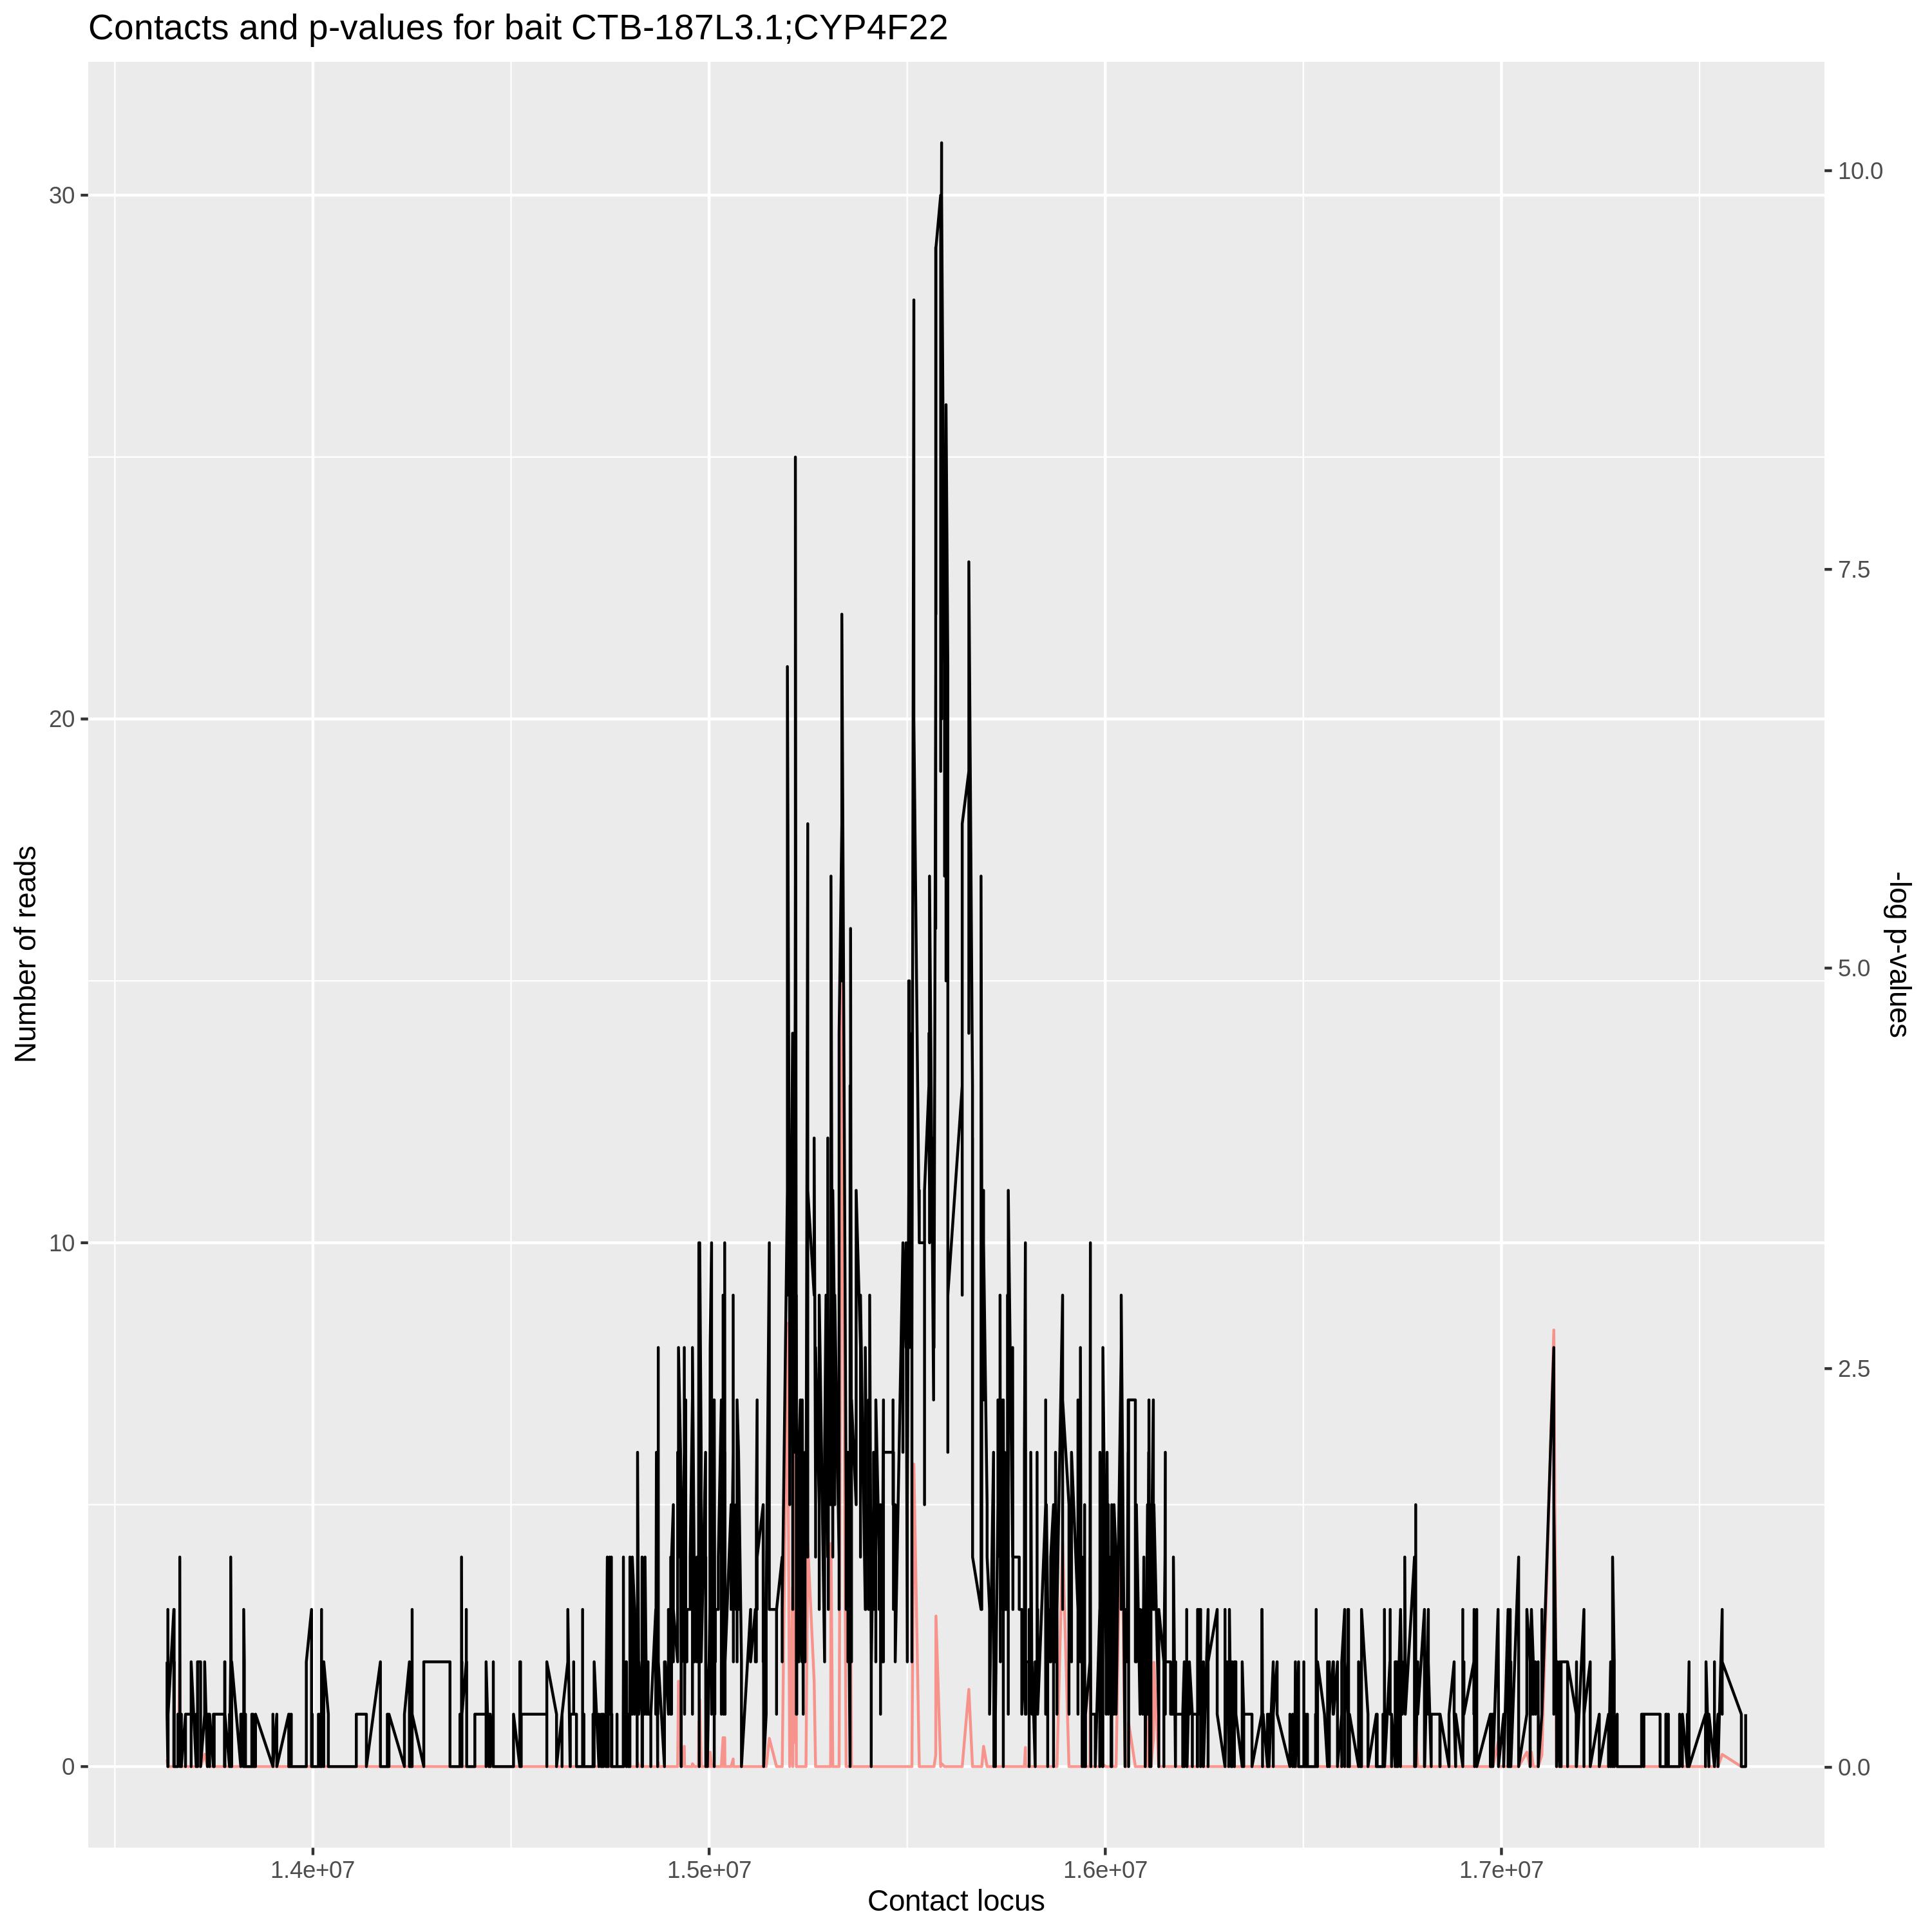 Contacts and p-values for bait CTB-187L3.1;CYP4F22
30
20
10
0
Number of reads
10.0
7.5
5.0
2.5
0.0
-log p-values
1.4e+07 1.5e+07 1.6e+07 1.7e+07
Contact locus